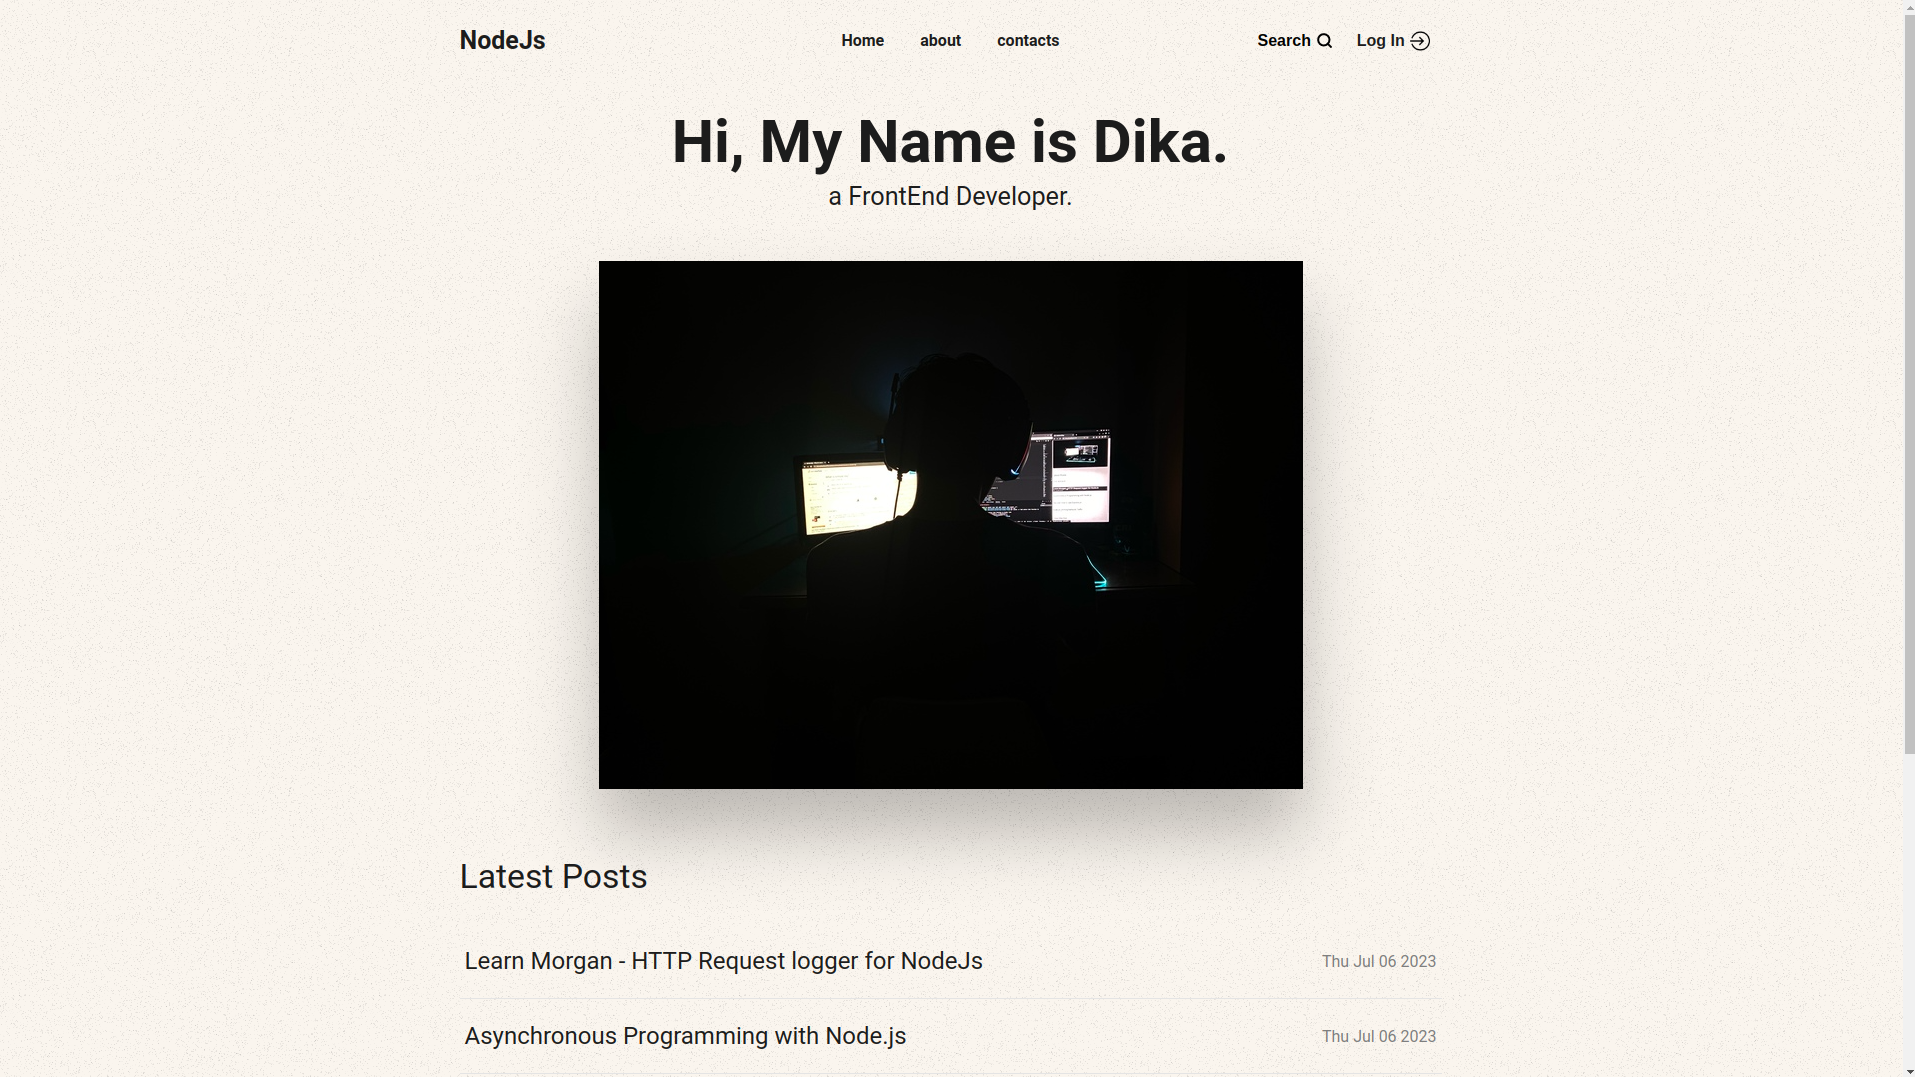 NodeJs
Home about contacts
Search Log In
Hi, My Name is Dika.
a FrontEnd Developer.
Latest Posts
Learn Morgan - HTTP Request logger for NodeJs Thu Jul 06 2023
Asynchronous Programming with Node.js Thu Jul 06 2023